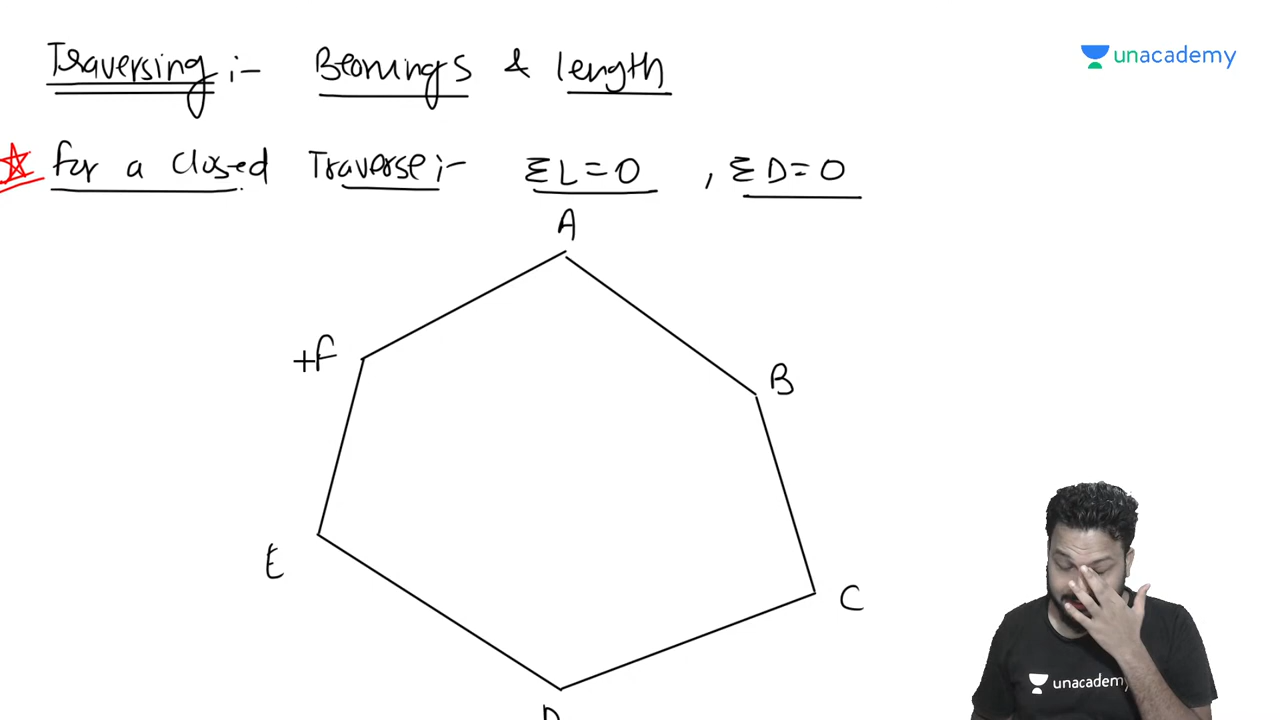 Traversing :- Bearings & length
unacademy
☆ for a closed Traverse :- ΣL = 0 , ΣD = 0
A
+F
B
E
C
D
unacademy